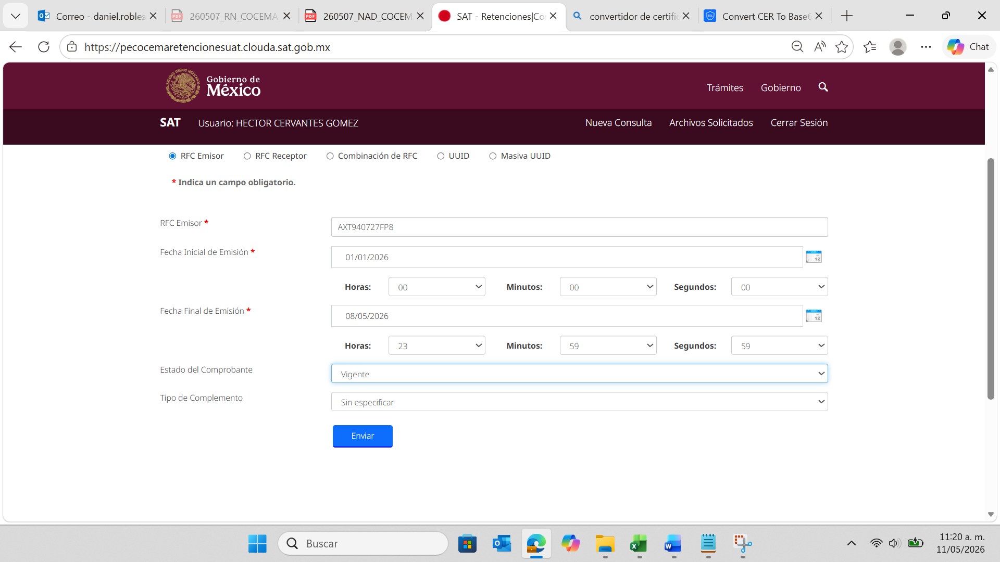 Correo - daniel.robles
260507_RN_COCEMA
260507_NAD_COCEM
SAT - Retenciones|Co
convertidor de certific
Convert CER To Base6
https://pecocemaretencionesuat.clouda.sat.gob.mx
Chat
ESTADOS UNIDOS MEXICANOS
Gobierno de
México
Trámites
Gobierno
SAT
Usuario: HECTOR CERVANTES GOMEZ
Nueva Consulta
Archivos Solicitados
Cerrar Sesión
RFC Emisor
RFC Receptor
Combinación de RFC
UUID
Masiva UUID
* Indica un campo obligatorio.
RFC Emisor *
AXT940727FP8
Fecha Inicial de Emisión *
01/01/2026
12
Horas:
00
Minutos:
00
Segundos:
00
Fecha Final de Emisión *
08/05/2026
12
Horas:
23
Minutos:
59
Segundos:
59
Estado del Comprobante
Vigente
Tipo de Complemento
Sin especificar
Enviar
Buscar
11:20 a. m.
11/05/2026